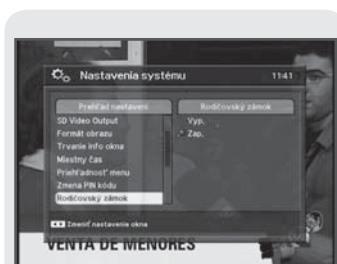 Nastavenia systému 11:41
Prehľad nastavení
Rodičovský zámok
SD Video Output
Vyp.
Formát obrazu
Zap.
Trvanie info okna
Miestny čas
Priehľadnosť menu
Zmena PIN kódu
Rodičovský zámok
Zmeniť nastavenie okna
VENTA DE MENORES